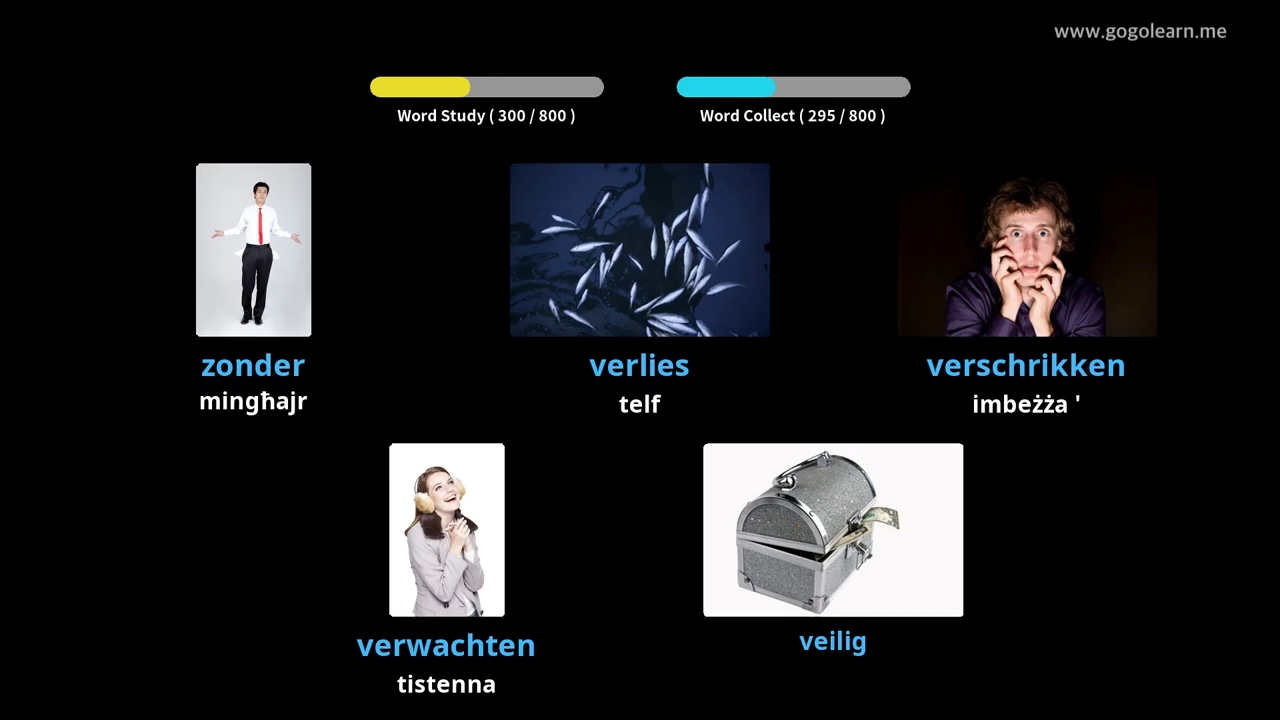 www.gogolearn.me
Word Study ( 300 / 800 )
Word Collect ( 295 / 800 )
zonder
mingħajr
verlies
telf
verschrikken
imbeżża '
verwachten
tistenna
veilig